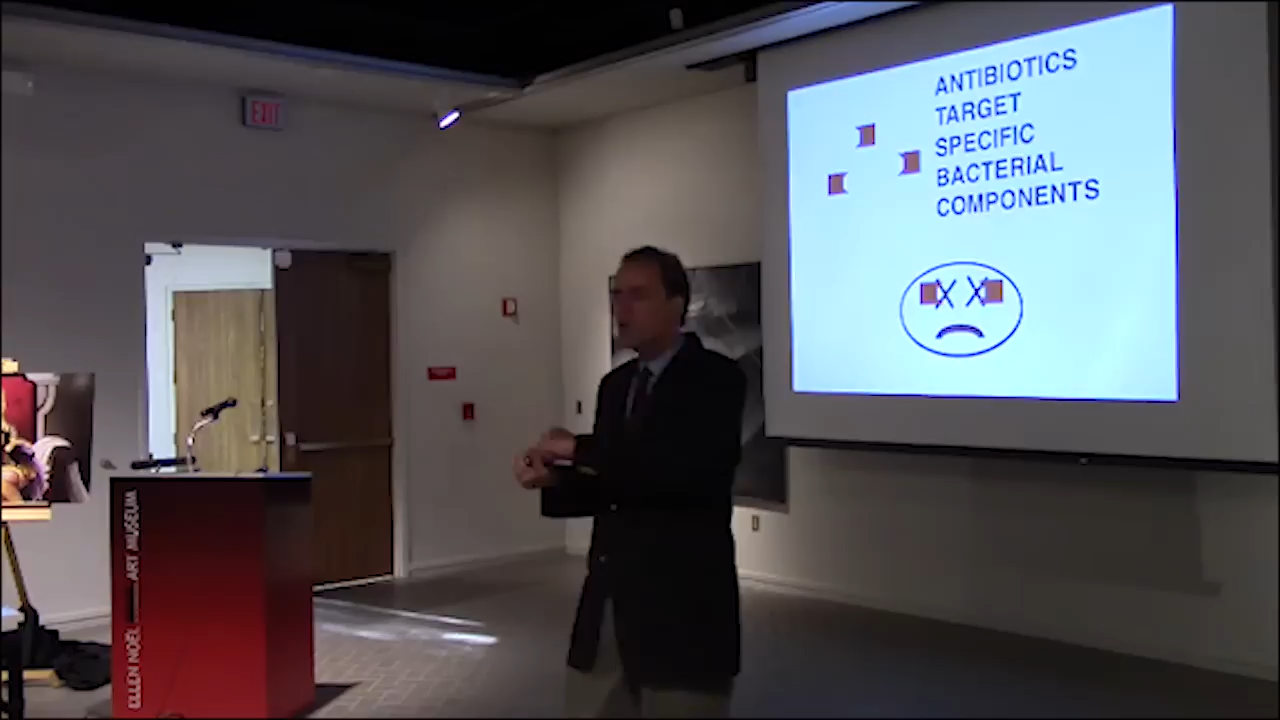 EXIT
ANTIBIOTICS
TARGET
SPECIFIC
BACTERIAL
COMPONENTS
X X
ELLEN NOËL ART MUSEUM